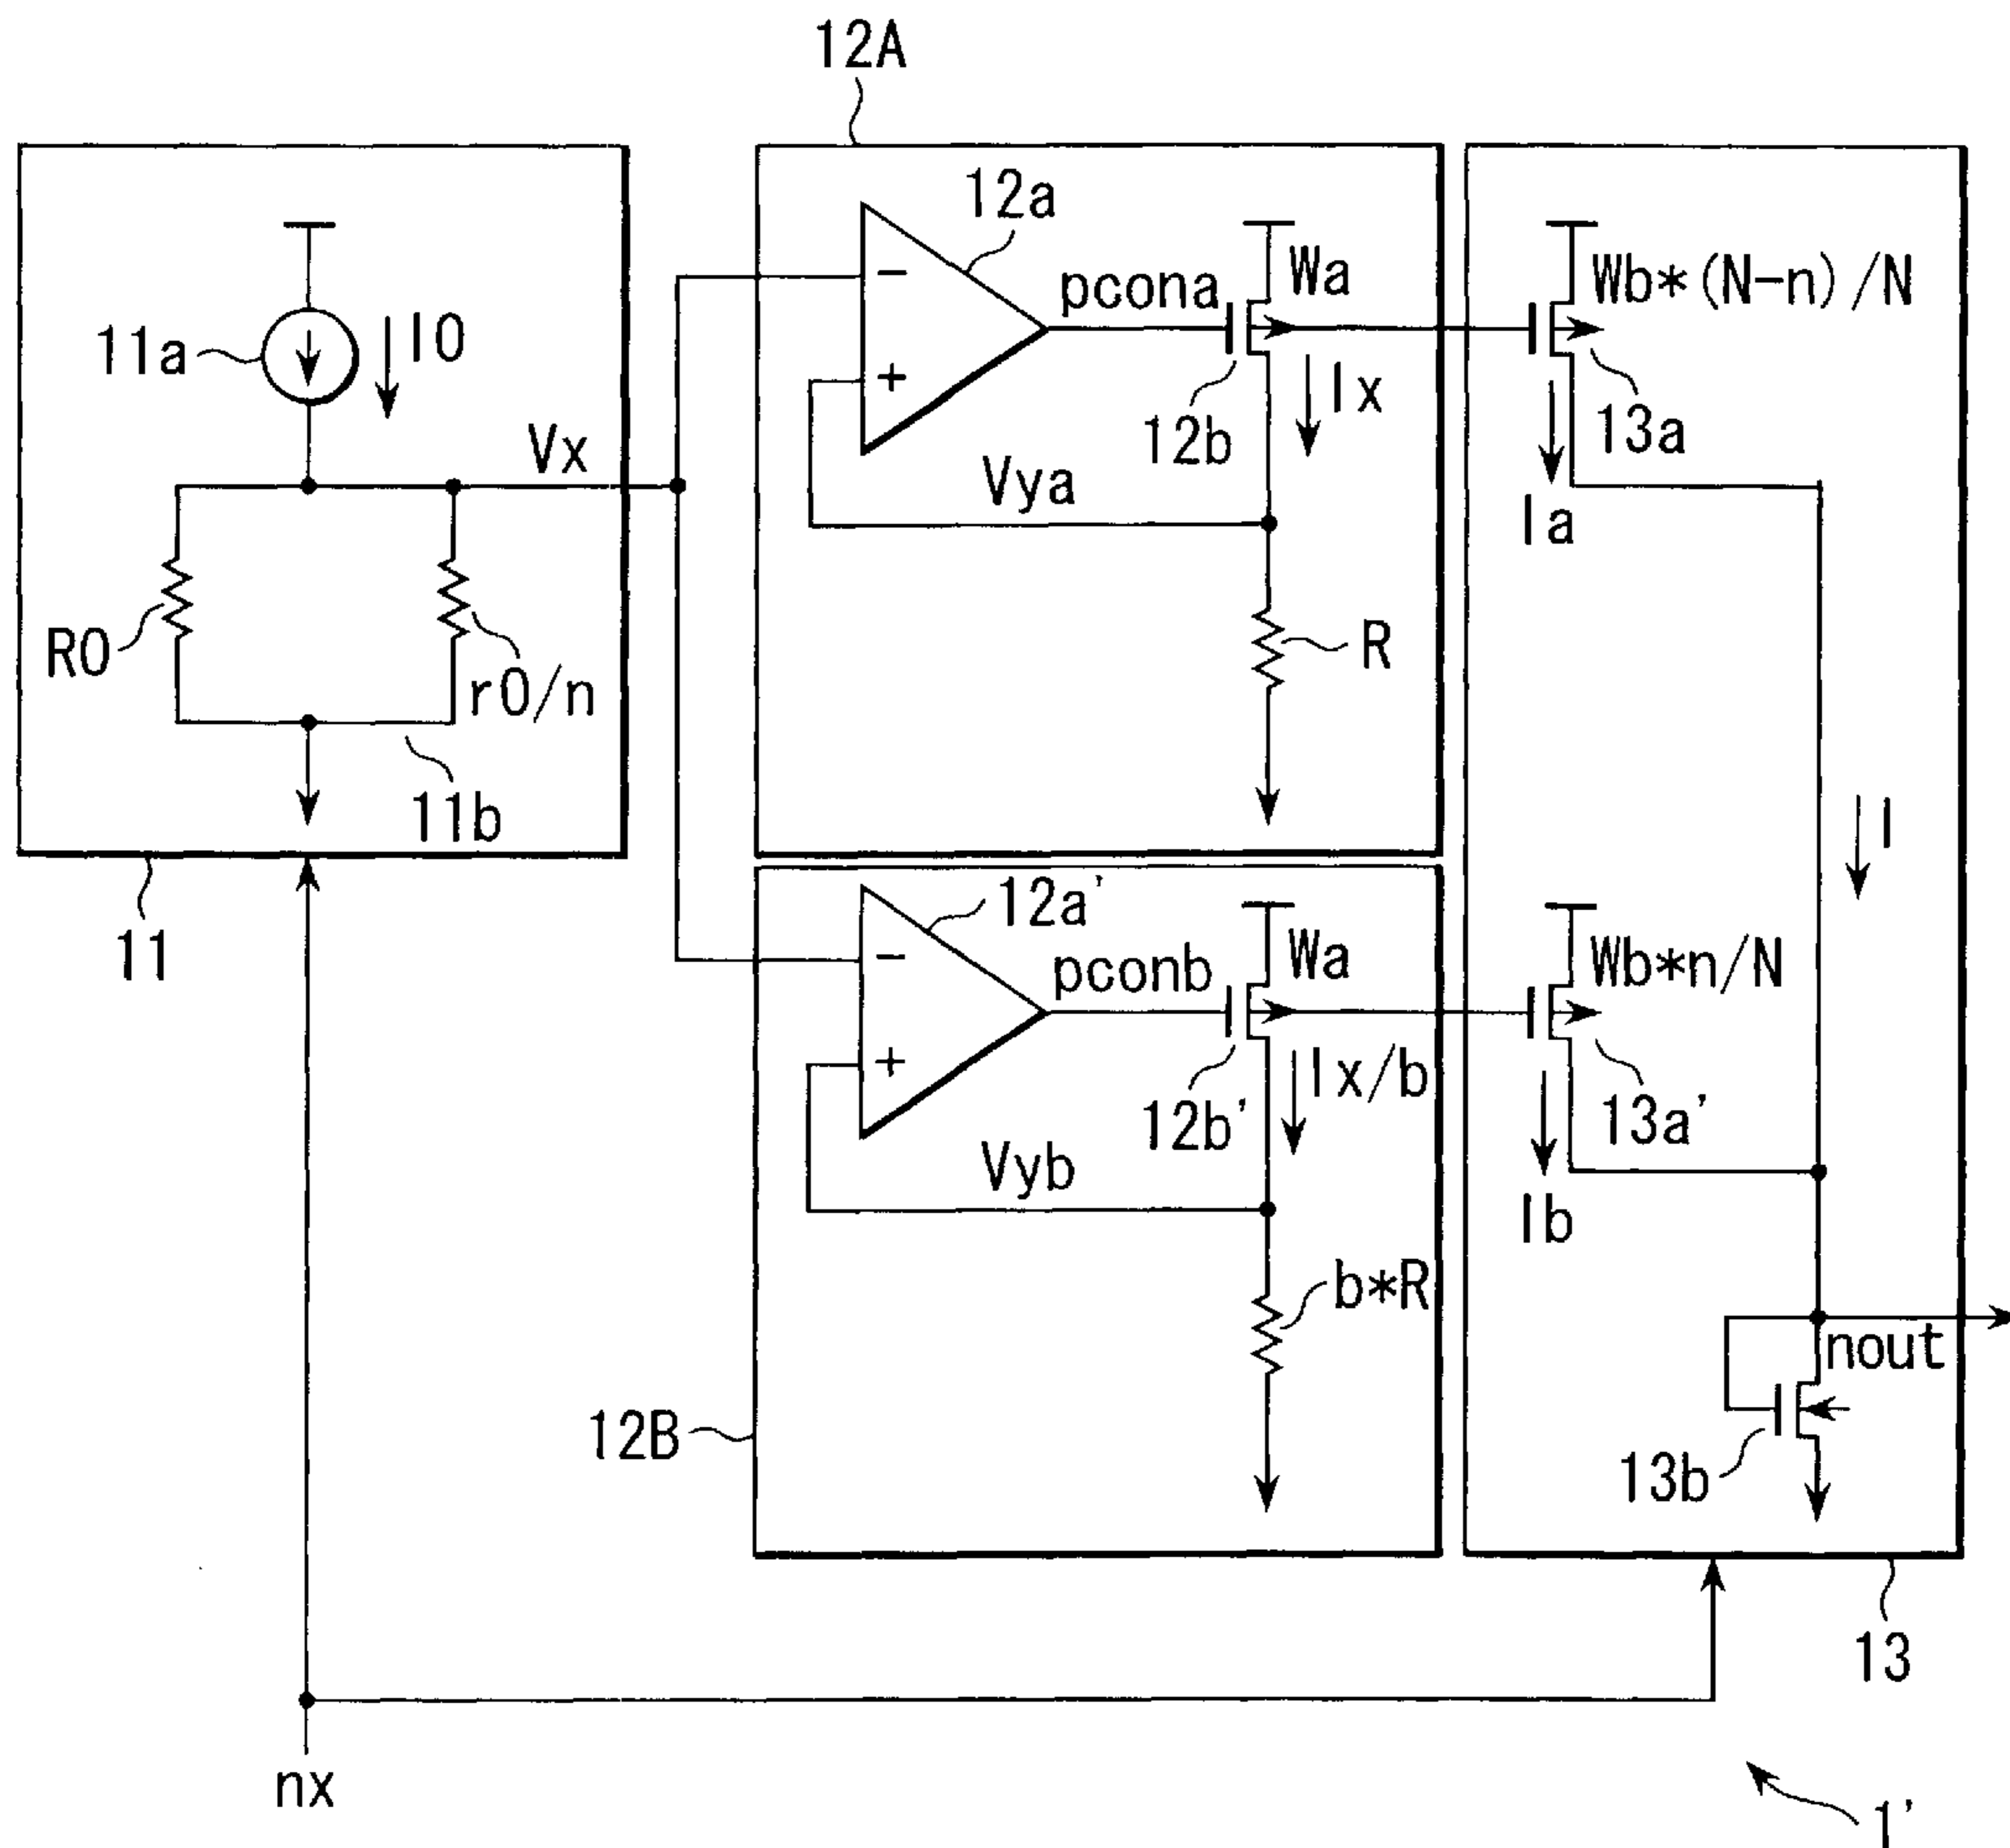 12A
12a
11a
I0
Vx
R0
r0/n
11b
11
pcona
Wa
12b
Ix
Vya
R
Wb*(N-n)/N
13a
Ia
I
12a'
pconb
Wa
12b'
Ix/b
Vyb
b*R
12B
Wb*n/N
13a'
Ib
nout
13b
13
nx
1'